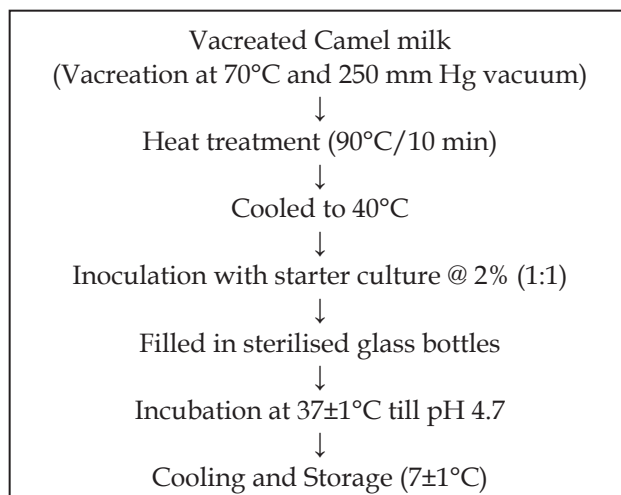 Vacreated Camel milk
(Vacreation at 70°C and 250 mm Hg vacuum)
↓
Heat treatment (90°C/10 min)
↓
Cooled to 40°C
↓
Inoculation with starter culture @ 2% (1:1)
↓
Filled in sterilised glass bottles
↓
Incubation at 37±1°C till pH 4.7
↓
Cooling and Storage (7±1°C)